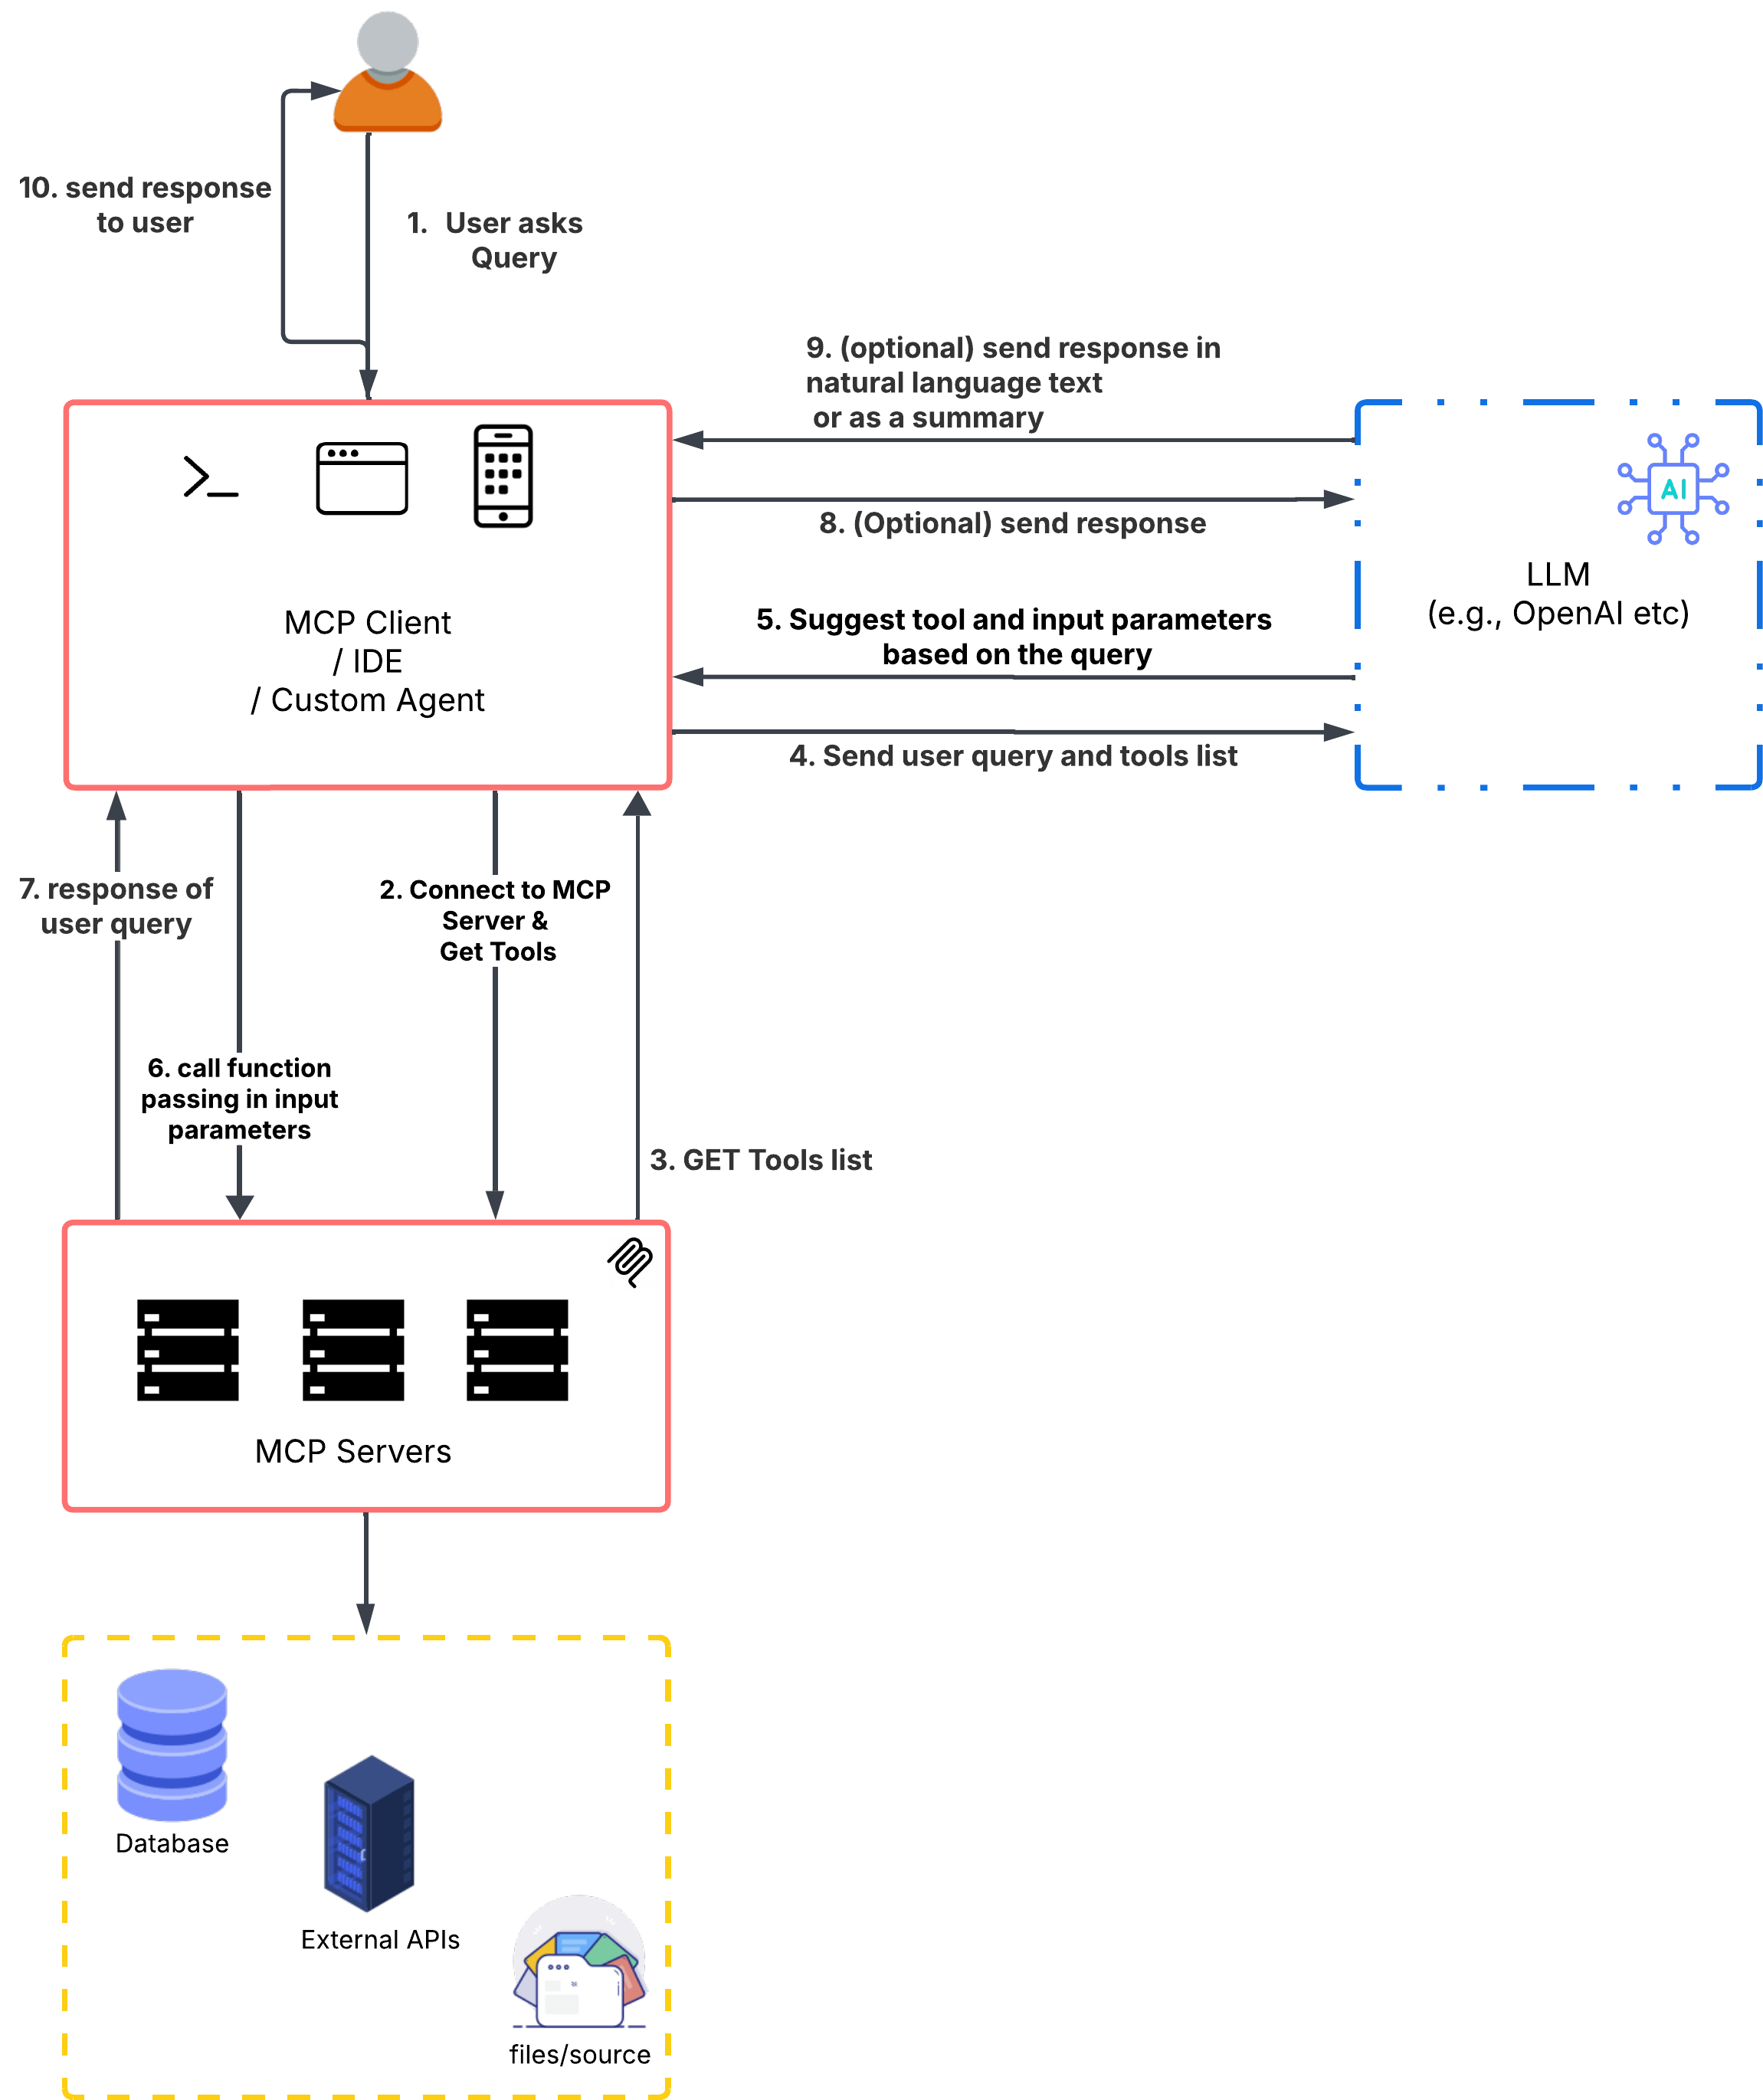 10. send response
to user
1. User asks
Query
9. (optional) send response in
natural language text
or as a summary
8. (Optional) send response
AI
LLM
(e.g., OpenAI etc)
MCP Client
/ IDE
/ Custom Agent
5. Suggest tool and input parameters
based on the query
4. Send user query and tools list
7. response of
user query
2. Connect to MCP
Server &
Get Tools
6. call function
passing in input
parameters
3. GET Tools list
MCP Servers
Database
External APIs
files/source